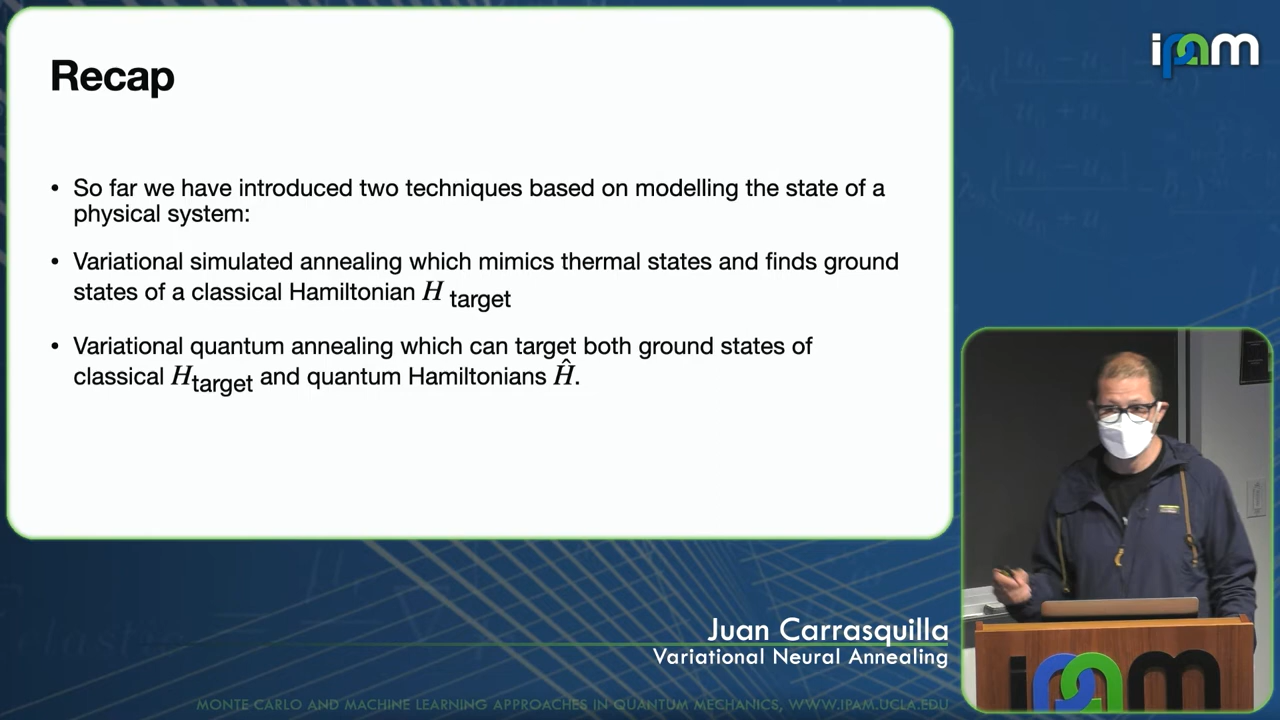 Recap
• So far we have introduced two techniques based on modelling the state of a
physical system:
• Variational simulated annealing which mimics thermal states and finds ground
states of a classical Hamiltonian H target
• Variational quantum annealing which can target both ground states of
classical Htarget and quantum Hamiltonians Ĥ.
ipam
Juan Carrasquilla
Variational Neural Annealing
MONTE CARLO AND MACHINE LEARNING APPROACHES IN QUANTUM MECHANICS, WWW.IPAM.UCLA.EDU
ipam